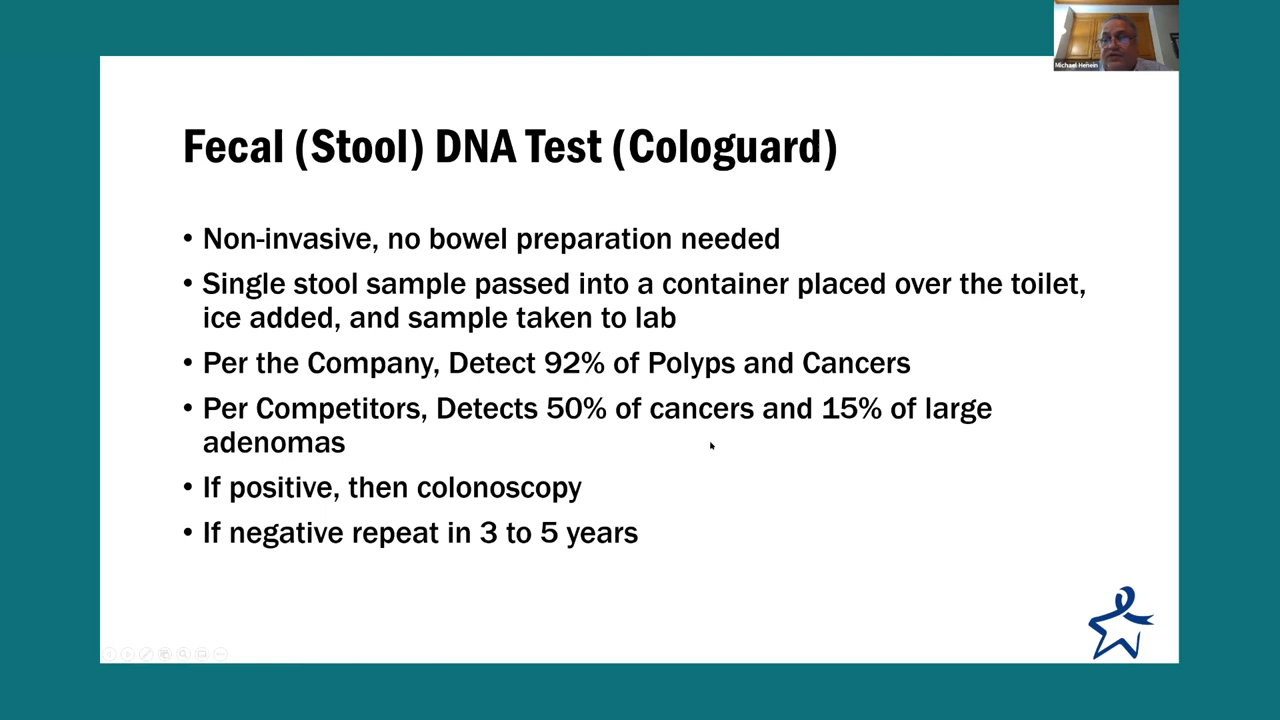 Michael Henein
Fecal (Stool) DNA Test (Cologuard)
• Non-invasive, no bowel preparation needed
• Single stool sample passed into a container placed over the toilet,
ice added, and sample taken to lab
• Per the Company, Detect 92% of Polyps and Cancers
• Per Competitors, Detects 50% of cancers and 15% of large
adenomas
• If positive, then colonoscopy
• If negative repeat in 3 to 5 years